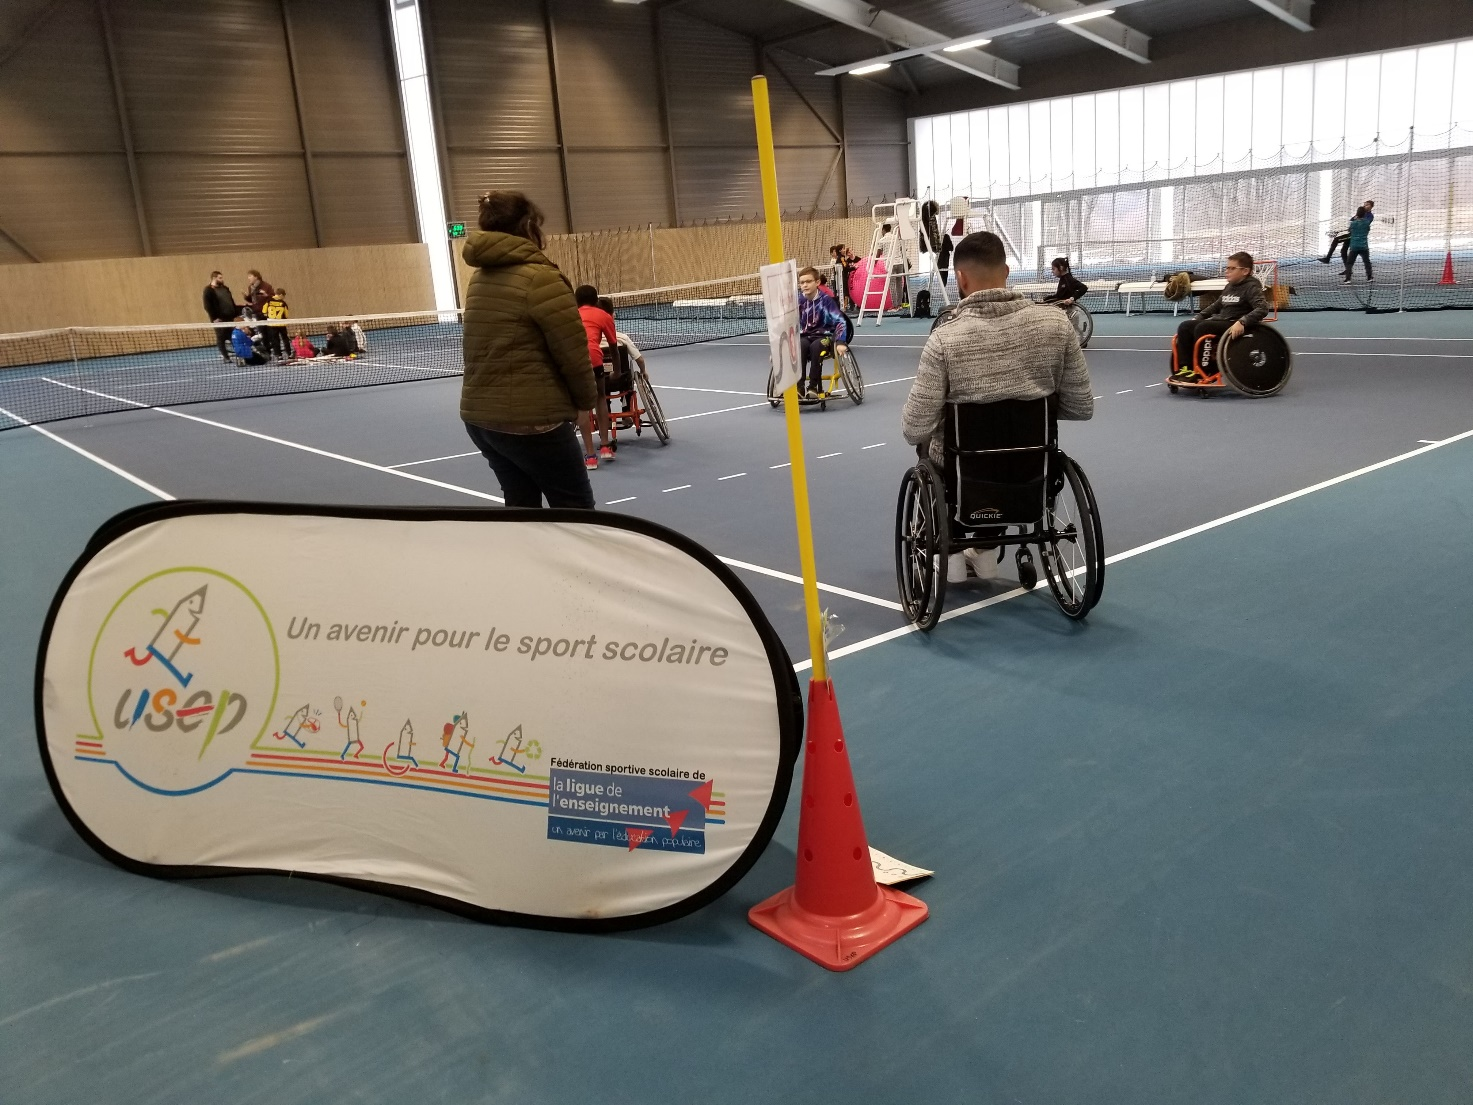 QUICKIE
usep
Un avenir pour le sport scolaire
Fédération sportive scolaire de
la ligue de
l'enseignement
un avenir par l'éducation populaire